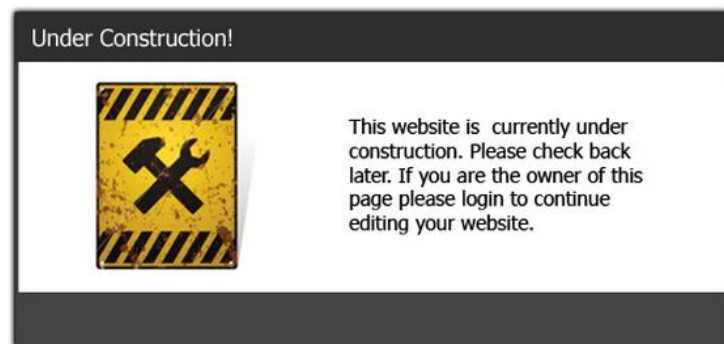 Under Construction!
This website is  currently under
construction. Please check back
later. If you are the owner of this
page please login to continue
editing your website.